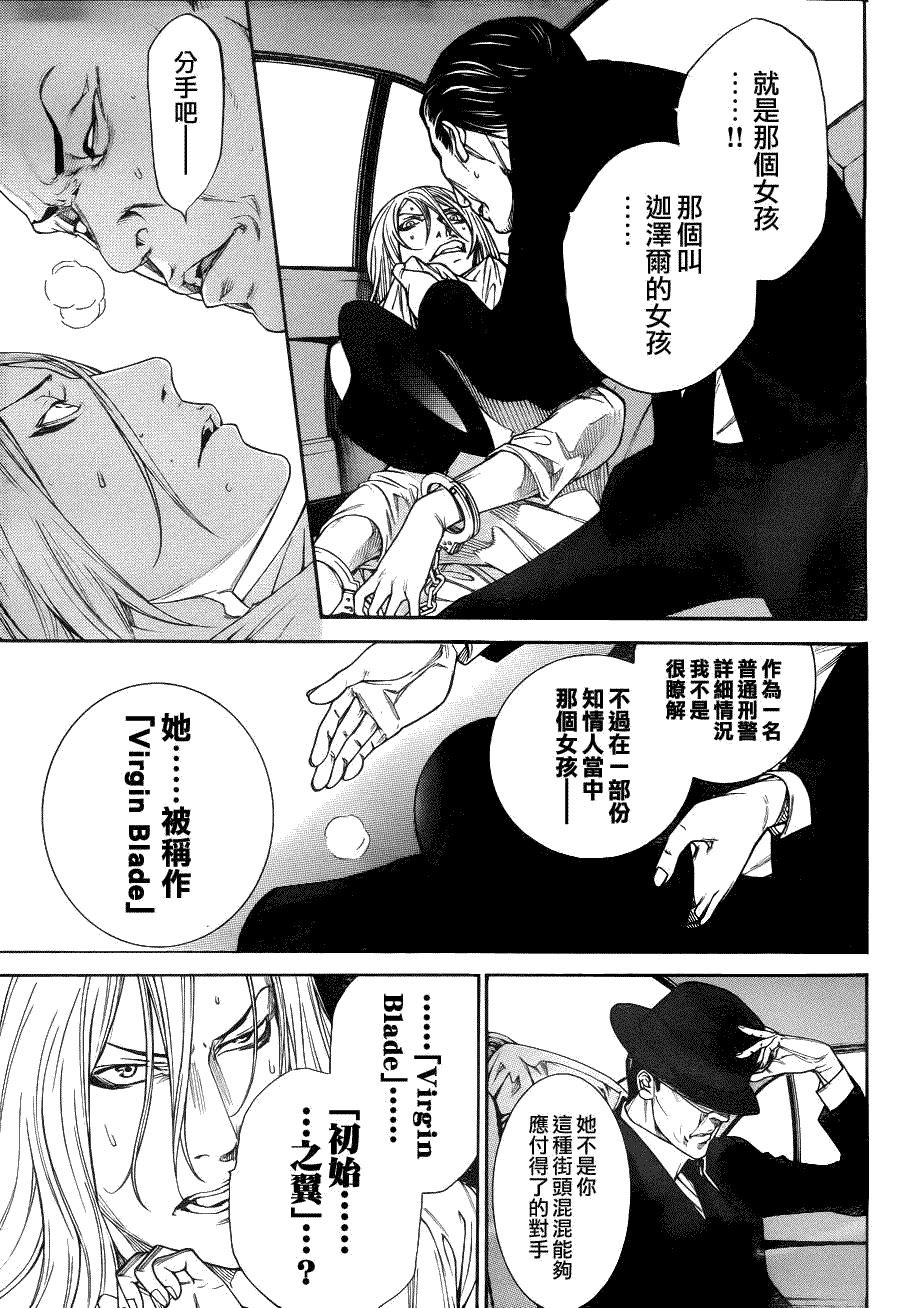 就是那個女孩
……!!
那個叫
迦澤爾的女孩
……
分手吧——
作為一名
普通刑警
詳細情況
我不是
很瞭解
不過在一部份
知情人當中
那個女孩——
她……被稱作
「Virgin Blade」
她不是你
這種街頭混混能夠
應付得了的對手
……「Virgin
Blade」……
「初始……
…之翼」…?